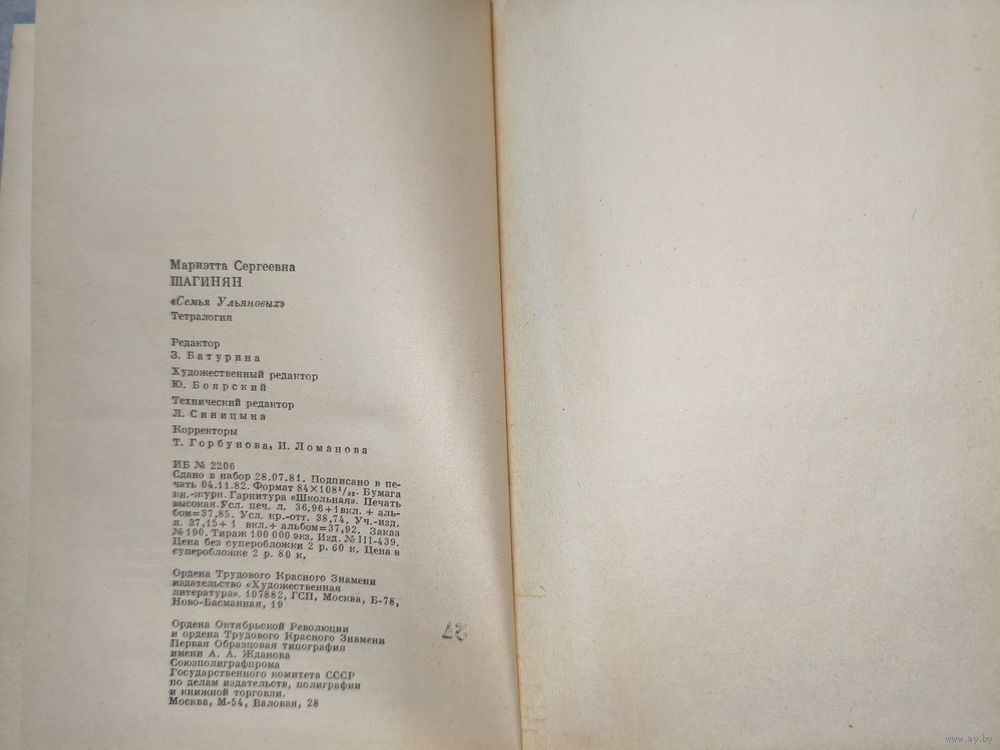 Мариэтта Сергеевна
ШАГИНЯН
«Семья Ульяновых»
Тетралогия
Редактор
З. Батурина
Художественный редактор
Ю. Боярский
Технический редактор
Л. Синицына
Корректоры
Т. Горбунова, И. Ломанова
ИБ № 2206
Сдано в набор 28.07.81. Подписано в пе-
чать 04.11.82. Формат 84×108¹/₃₂. Бумага
кн.-журн. Гарнитура «Школьная». Печать
высокая. Усл. печ. л. 36,96+1 вкл. + аль-
бом=37,85. Усл. кр.-отт. 38,74. Уч.-изд.
л. 37,15+1 вкл.+ альбом=37,92. Заказ
№ 190. Тираж 100 000 экз. Изд. № III-439.
Цена без суперобложки 2 р. 60 к. Цена в
суперобложке 2 р. 80 к.
Ордена Трудового Красного Знамени
издательство «Художественная
литература». 107882, ГСП, Москва, Б-78,
Ново-Басманная, 19
Ордена Октябрьской Революции
и ордена Трудового Красного Знамени
Первая Образцовая типография
имени А. А. Жданова
Союзполиграфпрома
Государственного комитета СССР
по делам издательств, полиграфии
и книжной торговли.
Москва, М-54, Валовая, 28
www.ay.by